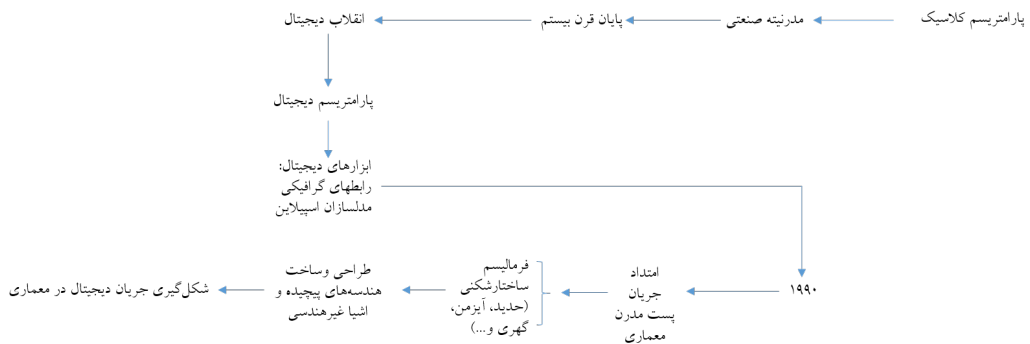 پارامتریسم کلاسیک
مدرنیته صنعتی
پایان قرن بیستم
انقلاب دیجیتال
پارامتریسم دیجیتال
ابزارهای دیجیتال:
رابطهای گرافیکی
مدلسازان اسپیلاین
۱۹۹۰
امتداد
جریان
پست مدرن
معماری
فرمالیسم
ساختارشکنی
(حدید، آیزمن،
گهری و...)
طراحی وساخت
هندسه‌های پیچیده و
اشیا غیرهندسی
شکل‌گیری جریان دیجیتال در معماری